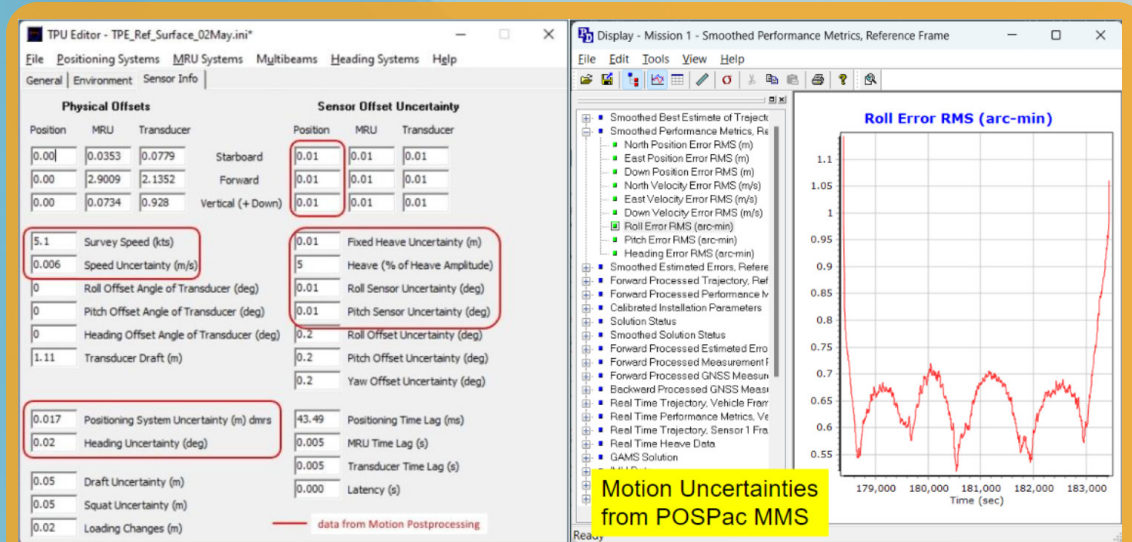 TPU Editor - TPE_Ref_Surface_02May.ini*
File Positioning Systems MRU Systems Multibeams Heading Systems Help
General Environment Sensor Info
Physical Offsets Sensor Offset Uncertainty
Position MRU Transducer Position MRU Transducer
0.00 0.0353 0.0779 Starboard 0.01 0.01 0.01
0.00 2.9009 2.1352 Forward 0.01 0.01 0.01
0.00 0.0734 0.928 Vertical (+ Down) 0.01 0.01 0.01
5.1 Survey Speed (kts) 0.01 Fixed Heave Uncertainty (m)
0.006 Speed Uncertainty (m/s) 5 Heave (% of Heave Amplitude)
0 Roll Offset Angle of Transducer (deg) 0.01 Roll Sensor Uncertainty (deg)
0 Pitch Offset Angle of Transducer (deg) 0.01 Pitch Sensor Uncertainty (deg)
0 Heading Offset Angle of Transducer (deg) 0.2 Roll Offset Uncertainty (deg)
1.11 Transducer Draft (m) 0.2 Pitch Offset Uncertainty (deg)
0.2 Yaw Offset Uncertainty (deg)
0.017 Positioning System Uncertainty (m) dmrs 43.49 Positioning Time Lag (ms)
0.02 Heading Uncertainty (deg) 0.005 MRU Time Lag (s)
0.005 Transducer Time Lag (s)
0.05 Draft Uncertainty (m) 0.000 Latency (s)
0.05 Squat Uncertainty (m)
0.02 Loading Changes (m) data from Motion Postprocessing
Display - Mission 1 - Smoothed Performance Metrics, Reference Frame
File Edit Tools View Help
Smoothed Best Estimate of Traject
Smoothed Performance Metrics, Re
North Position Error RMS (m)
East Position Error RMS (m)
Down Position Error RMS (m)
North Velocity Error RMS (m/s)
East Velocity Error RMS (m/s)
Down Velocity Error RMS (m/s)
Roll Error RMS (arc-min)
Pitch Error RMS (arc-min)
Heading Error RMS (arc-min)
Smoothed Estimated Errors, Refere
Forward Processed Trajectory, Ref
Forward Processed Performance M
Calibrated Installation Parameters
Solution Status
Smoothed Solution Status
Forward Processed Estimated Erro
Forward Processed Measurement F
Forward Processed GNSS Measun
Backward Processed GNSS Meas
Real Time Trajectory, Vehicle Fram
Real Time Performance Metrics, Ve
Real Time Trajectory, Sensor 1 Fra
Real Time Heave Data
GAMS Solution
Motion Uncertainties
from POSPac MMS
Ready
Roll Error RMS (arc-min)
1.1
1.05
1
0.95
0.9
0.85
0.8
0.75
0.7
0.65
0.6
0.55
179,000 180,000 181,000 182,000 183,000
Time (sec)